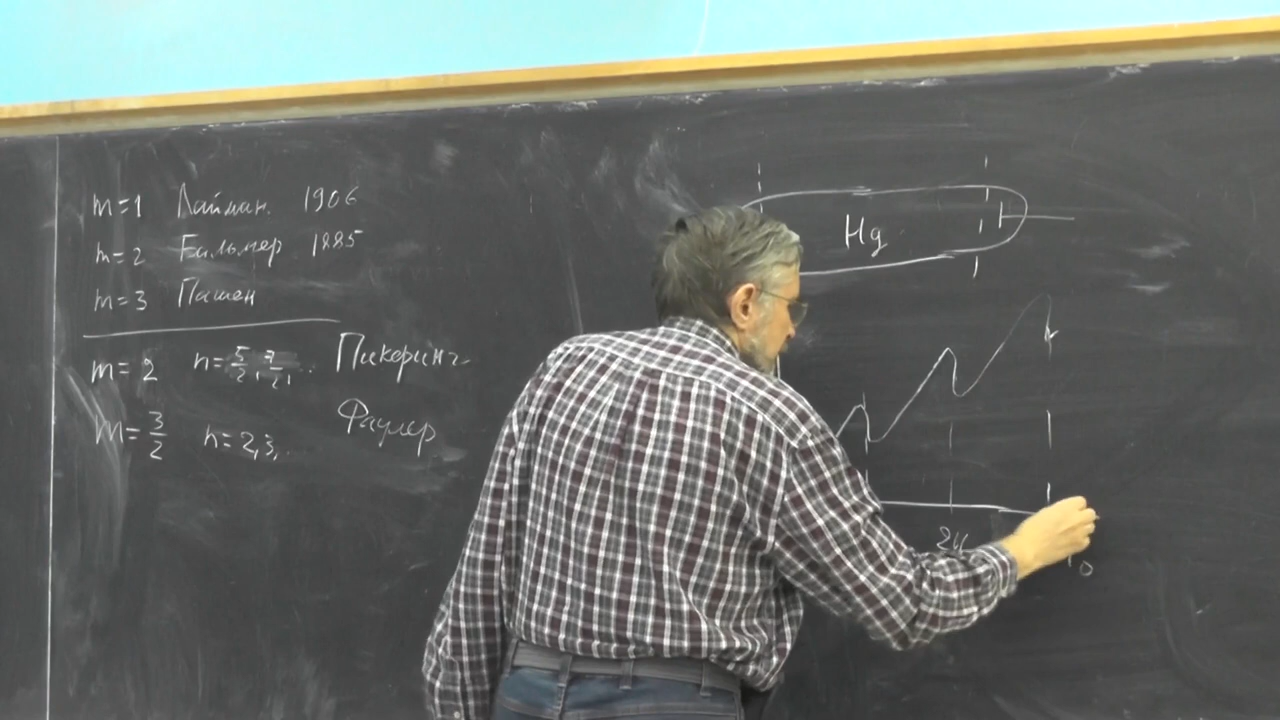 m=1 Лайман 1906
m=2 Бальмер 1885
m=3 Пашен
m=2 n=5/2, 7/2, .. Пикеринг
m=3/2 n=2,3,.. Фаулер
Hg